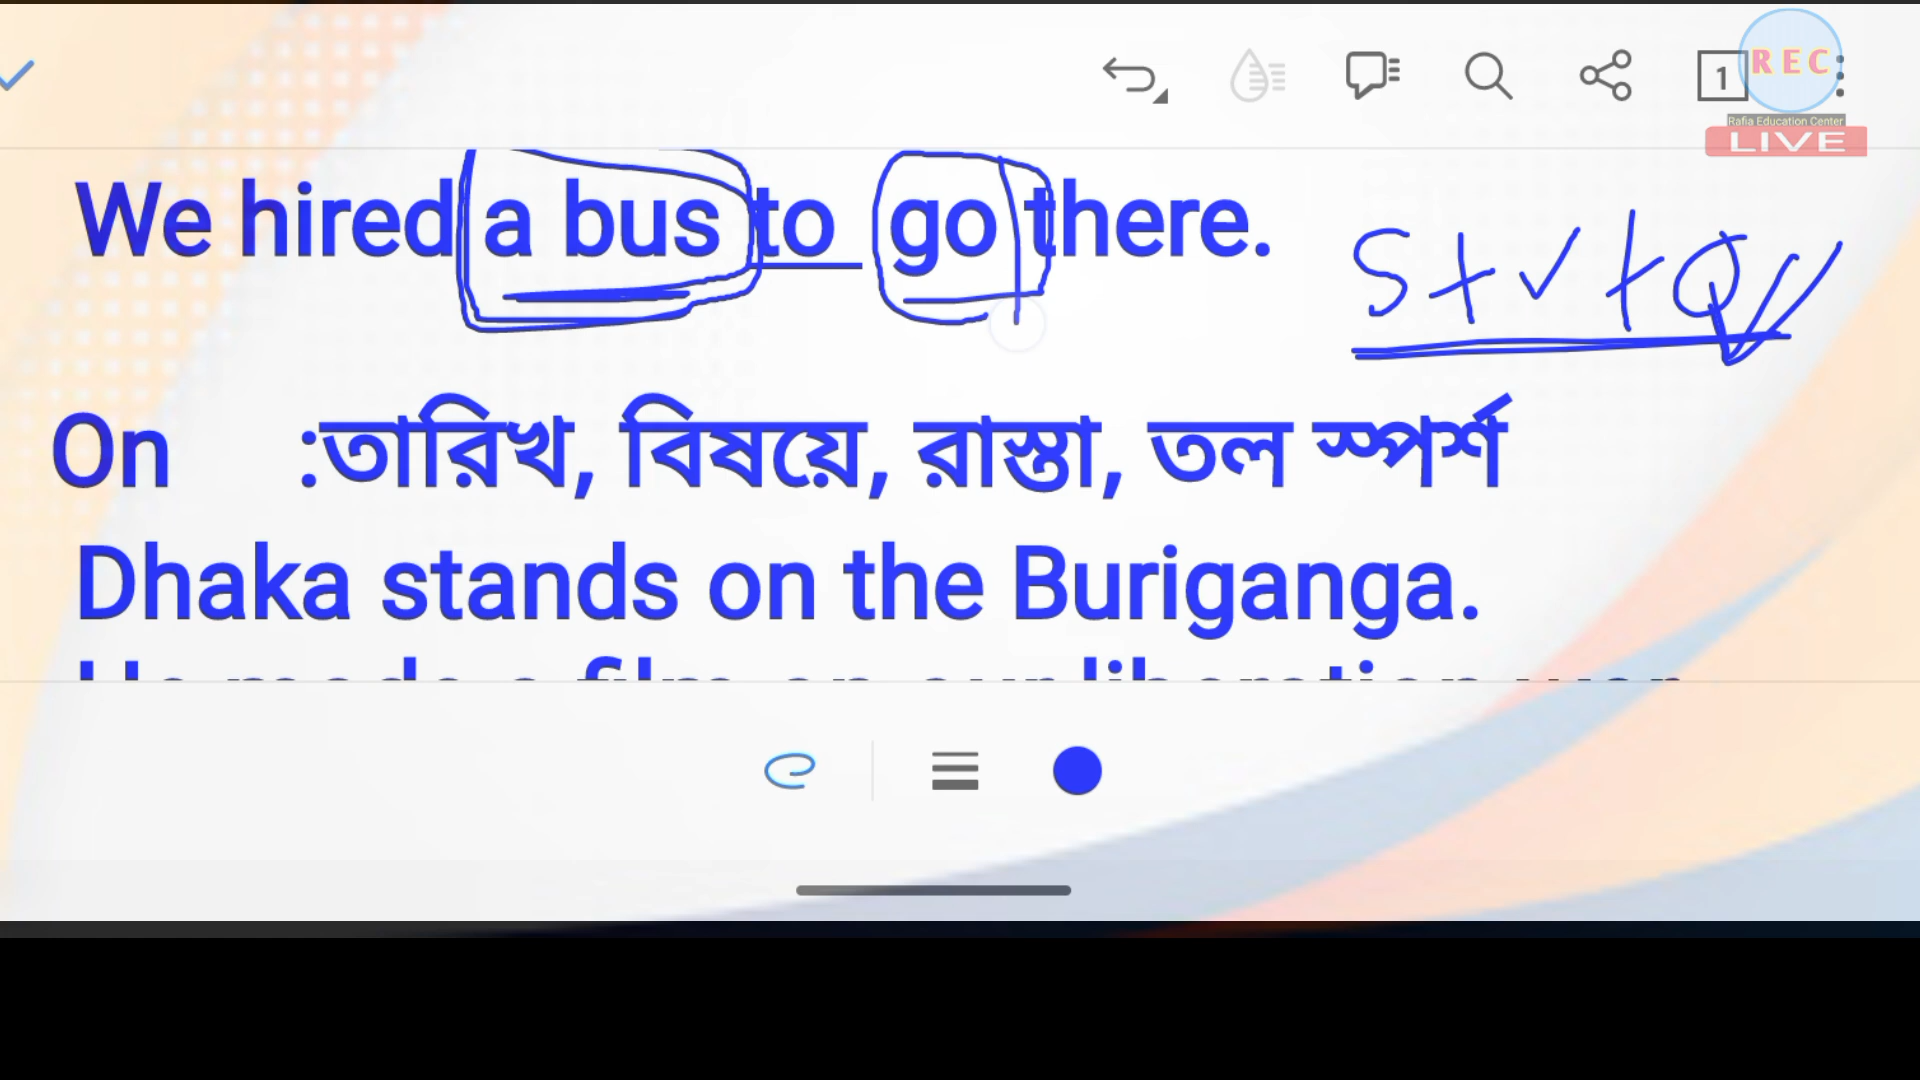 1
REC
Rafia Education Center
LIVE
We hired a bus to go there.
S + V + O
On :তারিখ, বিষয়ে, রাস্তা, তল স্পর্শ
Dhaka stands on the Buriganga.